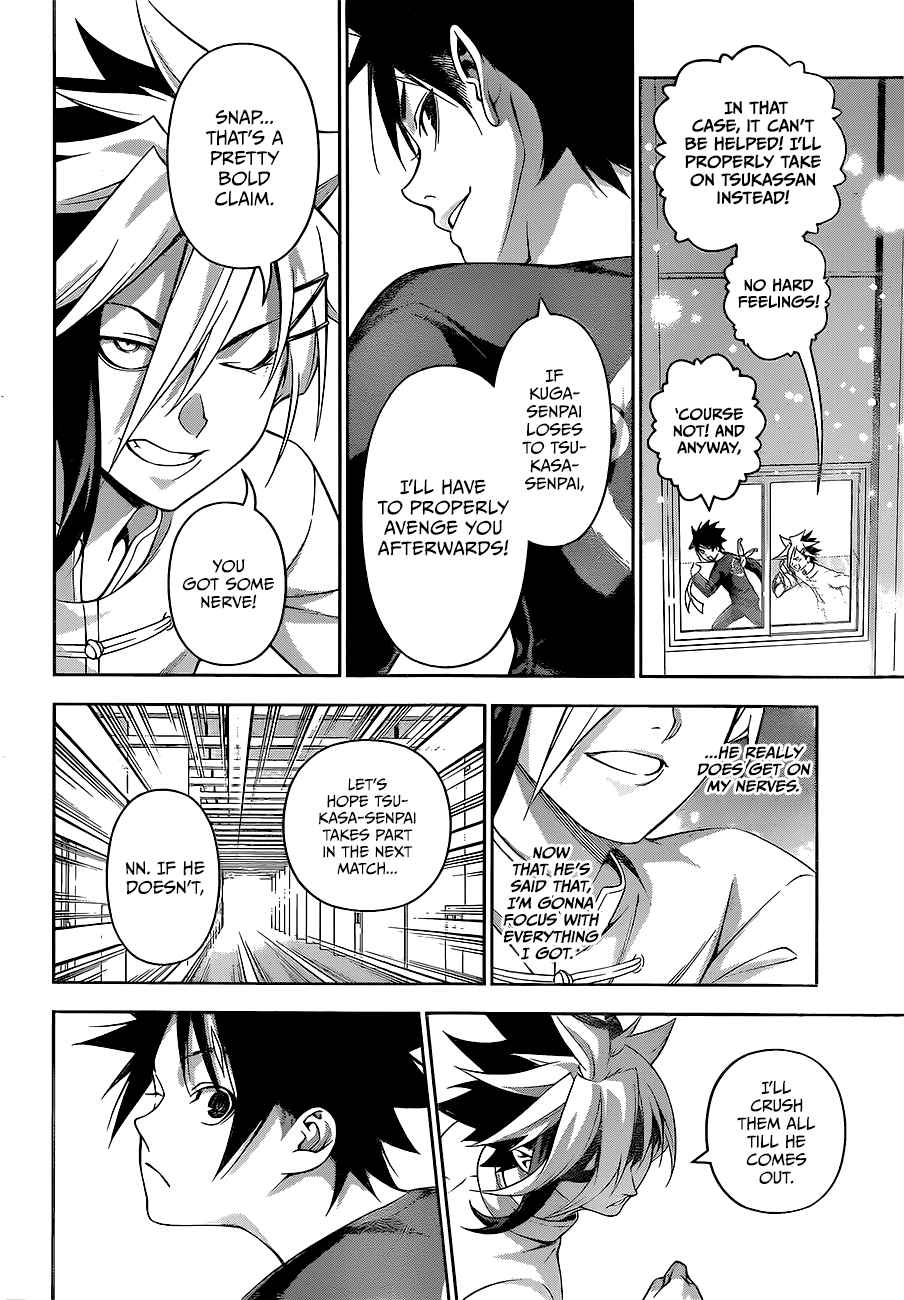 IN THAT
CASE, IT CAN'T
BE HELPED! I'LL
PROPERLY TAKE
ON TSUKASSAN
INSTEAD!
NO HARD
FEELINGS!
'COURSE
NOT! AND
ANYWAY,
IF
KUGA-
SENPAI
LOSES
TO TSU-
KASA-
SENPAI,
I'LL HAVE
TO PROPERLY
AVENGE YOU
AFTERWARDS!
SNAP...
THAT'S A
PRETTY
BOLD
CLAIM.
YOU
GOT SOME
NERVE!
...HE REALLY
DOES GET ON
MY NERVES.
NOW
THAT HE'S
SAID THAT,
I'M GONNA
FOCUS WITH
EVERYTHING
I GOT.
LET'S
HOPE TSU-
KASA-SENPAI
TAKES PART
IN THE NEXT
MATCH...
NN. IF HE
DOESN'T,
I'LL
CRUSH
THEM ALL
TILL HE
COMES
OUT.